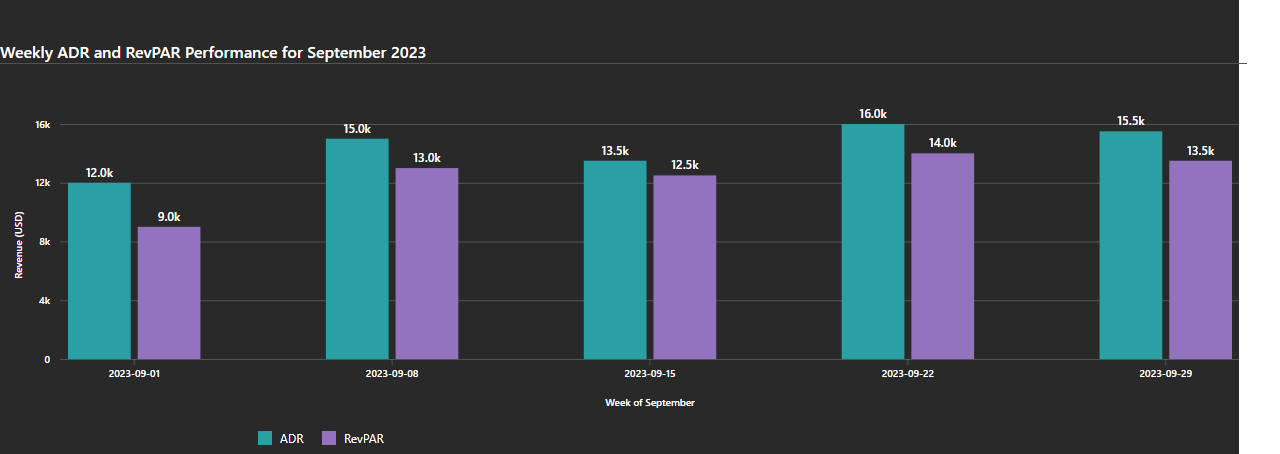 Weekly ADR and RevPAR Performance for September 2023
16k
12k
8k
4k
0
Revenue (USD)
12.0k
9.0k
15.0k
13.0k
13.5k
12.5k
16.0k
14.0k
15.5k
13.5k
2023-09-01
2023-09-08
2023-09-15
2023-09-22
2023-09-29
Week of September
ADR
RevPAR